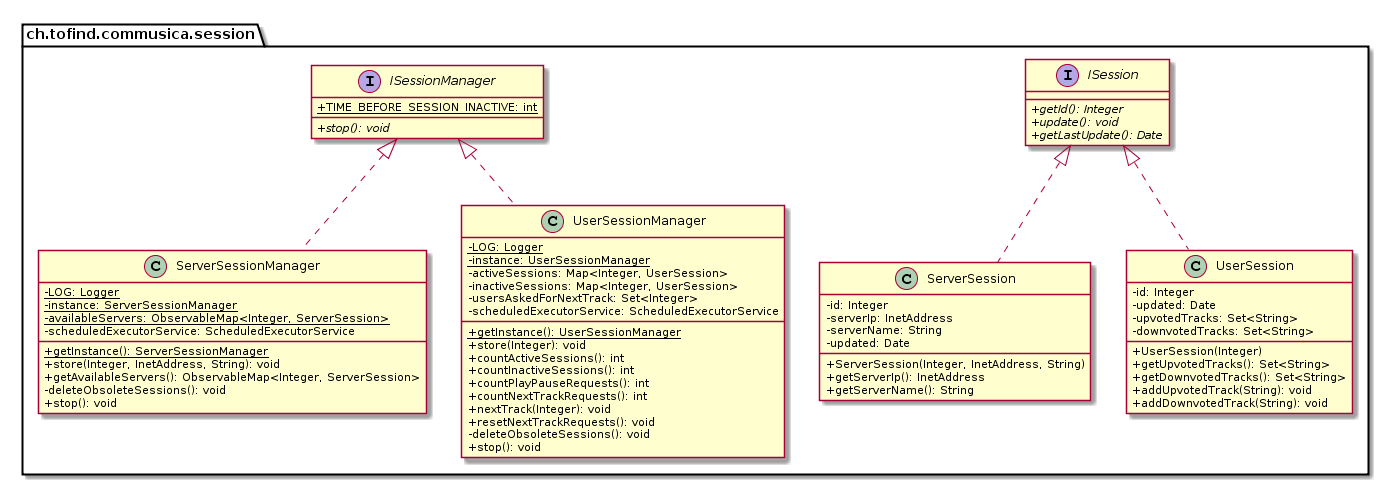 ch.tofind.commusica.session
I ISessionManager
+TIME_BEFORE_SESSION_INACTIVE: int
+stop(): void
I ISession
+getId(): Integer
+update(): void
+getLastUpdate(): Date
C ServerSessionManager
-LOG: Logger
-instance: ServerSessionManager
-availableServers: ObservableMap<Integer, ServerSession>
-scheduledExecutorService: ScheduledExecutorService
+getInstance(): ServerSessionManager
+store(Integer, InetAddress, String): void
+getAvailableServers(): ObservableMap<Integer, ServerSession>
-deleteObsoleteSessions(): void
+stop(): void
C UserSessionManager
-LOG: Logger
-instance: UserSessionManager
-activeSessions: Map<Integer, UserSession>
-inactiveSessions: Map<Integer, UserSession>
-usersAskedForNextTrack: Set<Integer>
-scheduledExecutorService: ScheduledExecutorService
+getInstance(): UserSessionManager
+store(Integer): void
+countActiveSessions(): int
+countInactiveSessions(): int
+countPlayPauseRequests(): int
+countNextTrackRequests(): int
+nextTrack(Integer): void
+resetNextTrackRequests(): void
-deleteObsoleteSessions(): void
+stop(): void
C ServerSession
-id: Integer
-serverIp: InetAddress
-serverName: String
-updated: Date
+ServerSession(Integer, InetAddress, String)
+getServerIp(): InetAddress
+getServerName(): String
C UserSession
-id: Integer
-updated: Date
-upvotedTracks: Set<String>
-downvotedTracks: Set<String>
+UserSession(Integer)
+getUpvotedTracks(): Set<String>
+getDownvotedTracks(): Set<String>
+addUpvotedTrack(String): void
+addDownvotedTrack(String): void